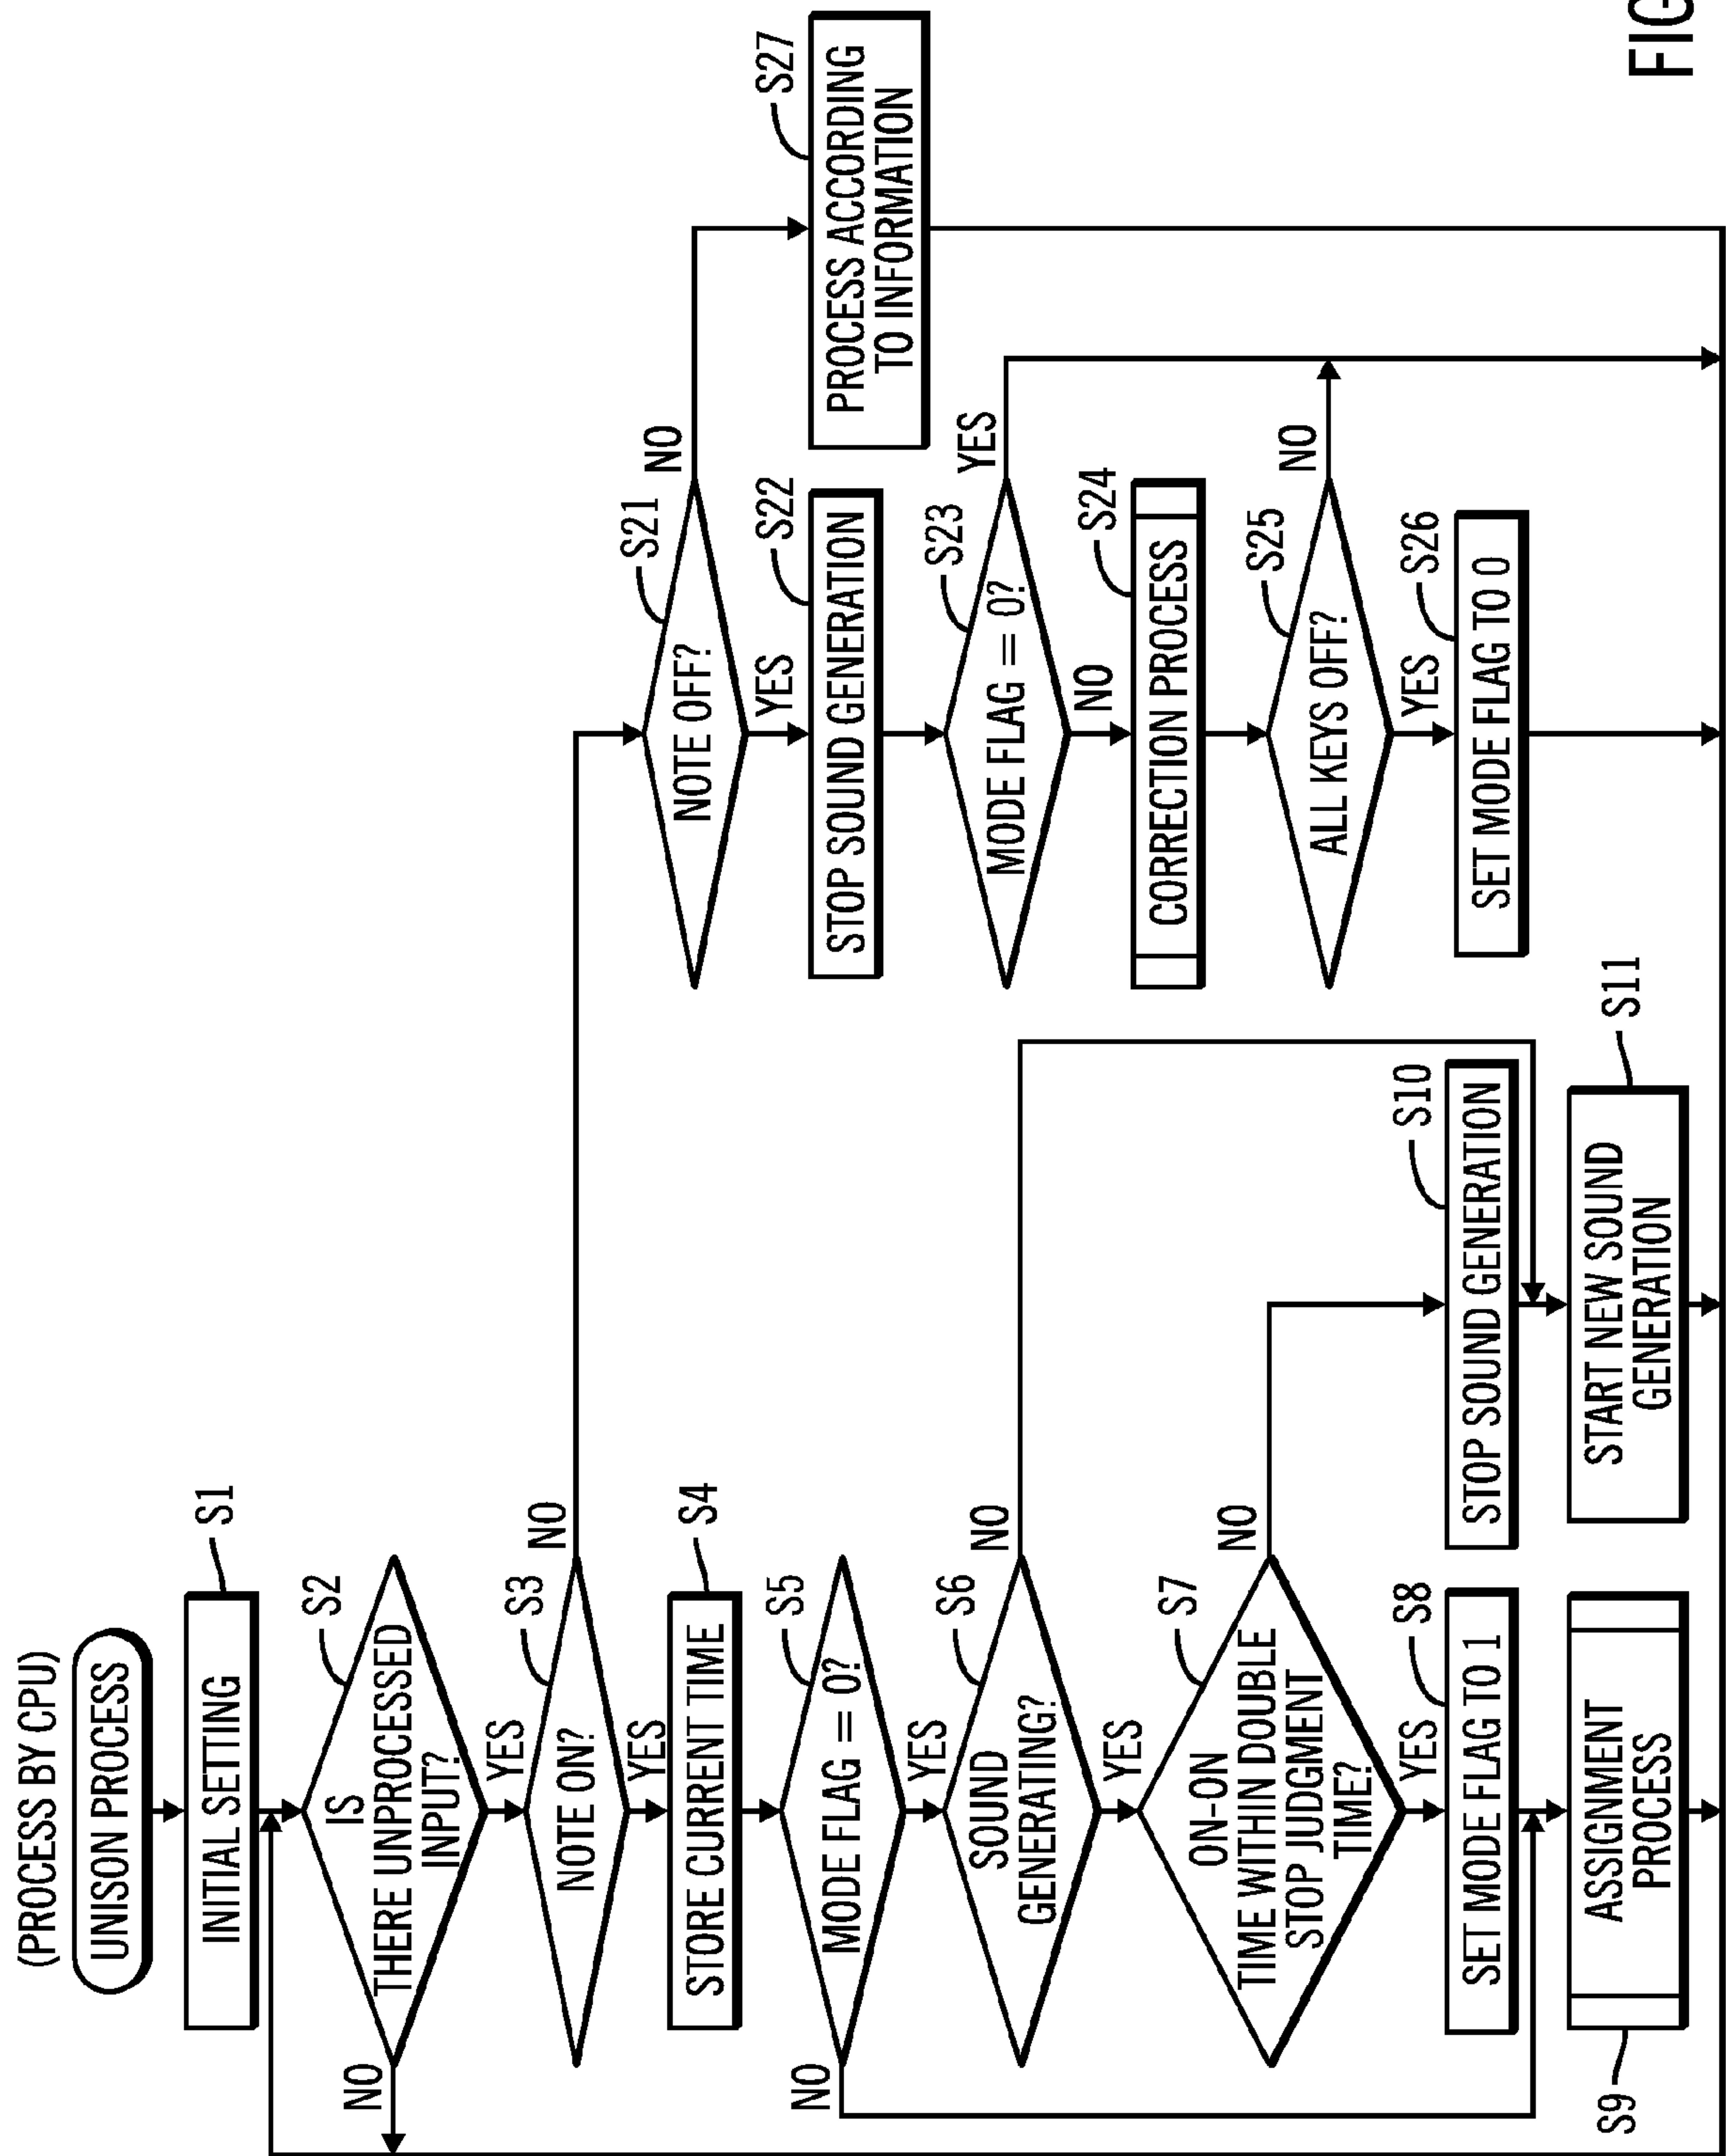 (PROCESS BY CPU)
UNISON PROCESS
INITIAL SETTING
S1
IS
THERE UNPROCESSED
INPUT?
S2
NO
YES
NOTE ON?
S3
NO
YES
STORE CURRENT TIME
S4
MODE FLAG = 0?
S5
NO
YES
SOUND
GENERATING?
S6
NO
YES
ON-ON
TIME WITHIN DOUBLE
STOP JUDGMENT
TIME?
S7
NO
YES
SET MODE FLAG TO 1
S8
ASSIGNMENT
PROCESS
S9
STOP SOUND GENERATION
S10
START NEW SOUND
GENERATION
S11
NOTE OFF?
S21
NO
YES
STOP SOUND GENERATION
S22
MODE FLAG = 0?
S23
YES
NO
CORRECTION PROCESS
S24
ALL KEYS OFF?
S25
NO
YES
SET MODE FLAG TO 0
S26
PROCESS ACCORDING
TO INFORMATION
S27
FIG